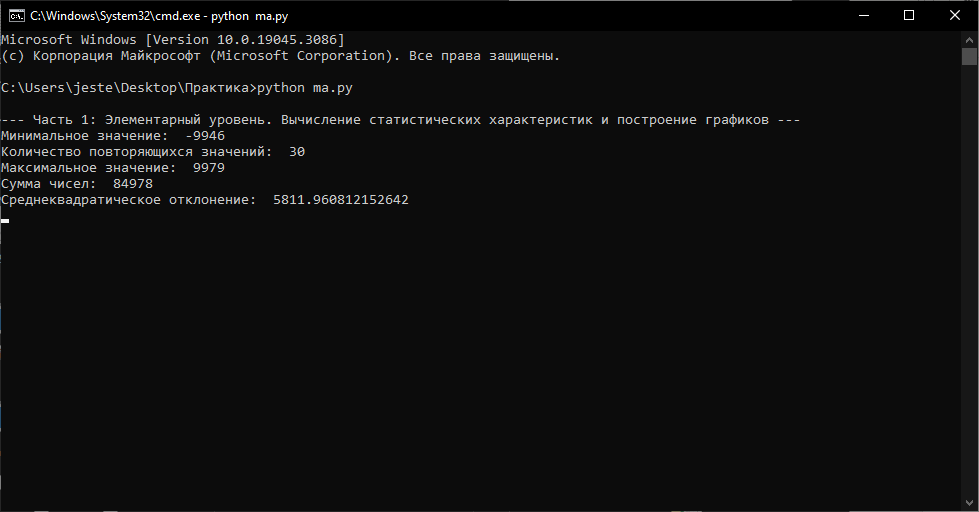 C:\Windows\System32\cmd.exe - python ma.py
Microsoft Windows [Version 10.0.19045.3086]
(c) Корпорация Майкрософт (Microsoft Corporation). Все права защищены.
C:\Users\jeste\Desktop\Практика>python ma.py
--- Часть 1: Элементарный уровень. Вычисление статистических характеристик и построение графиков ---
Минимальное значение:  -9946
Количество повторяющихся значений:  30
Максимальное значение:  9979
Сумма чисел:  84978
Среднеквадратическое отклонение:  5811.960812152642